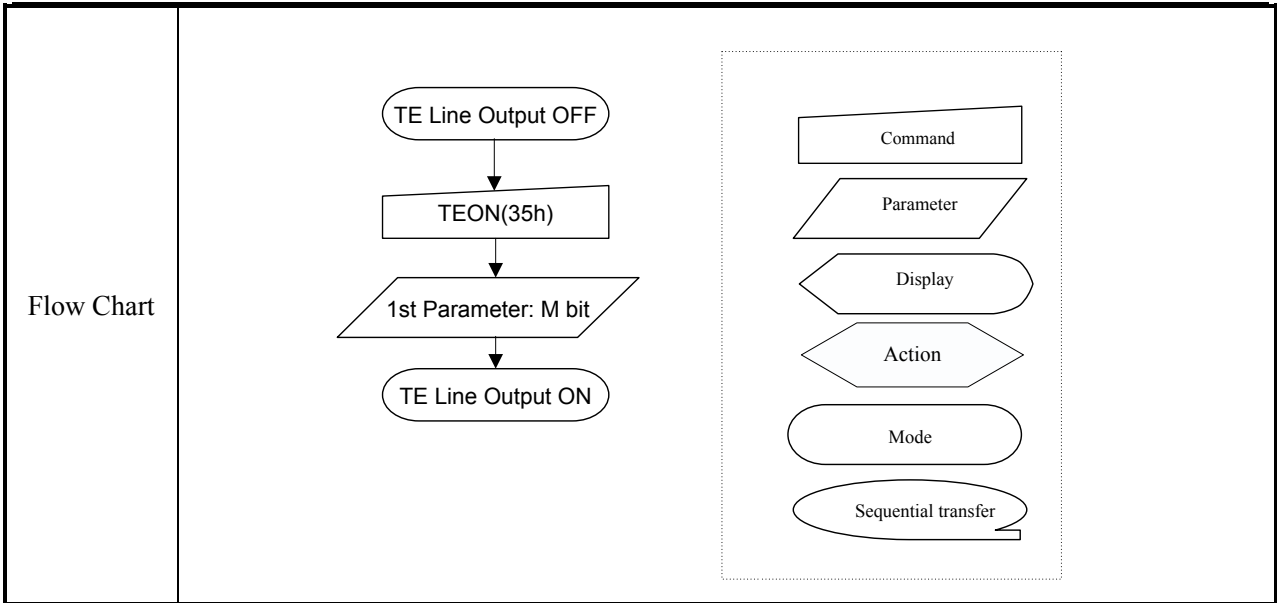 Flow Chart
TE Line Output OFF
TEON(35h)
1st Parameter: M bit
TE Line Output ON
Command
Parameter
Display
Action
Mode
Sequential transfer